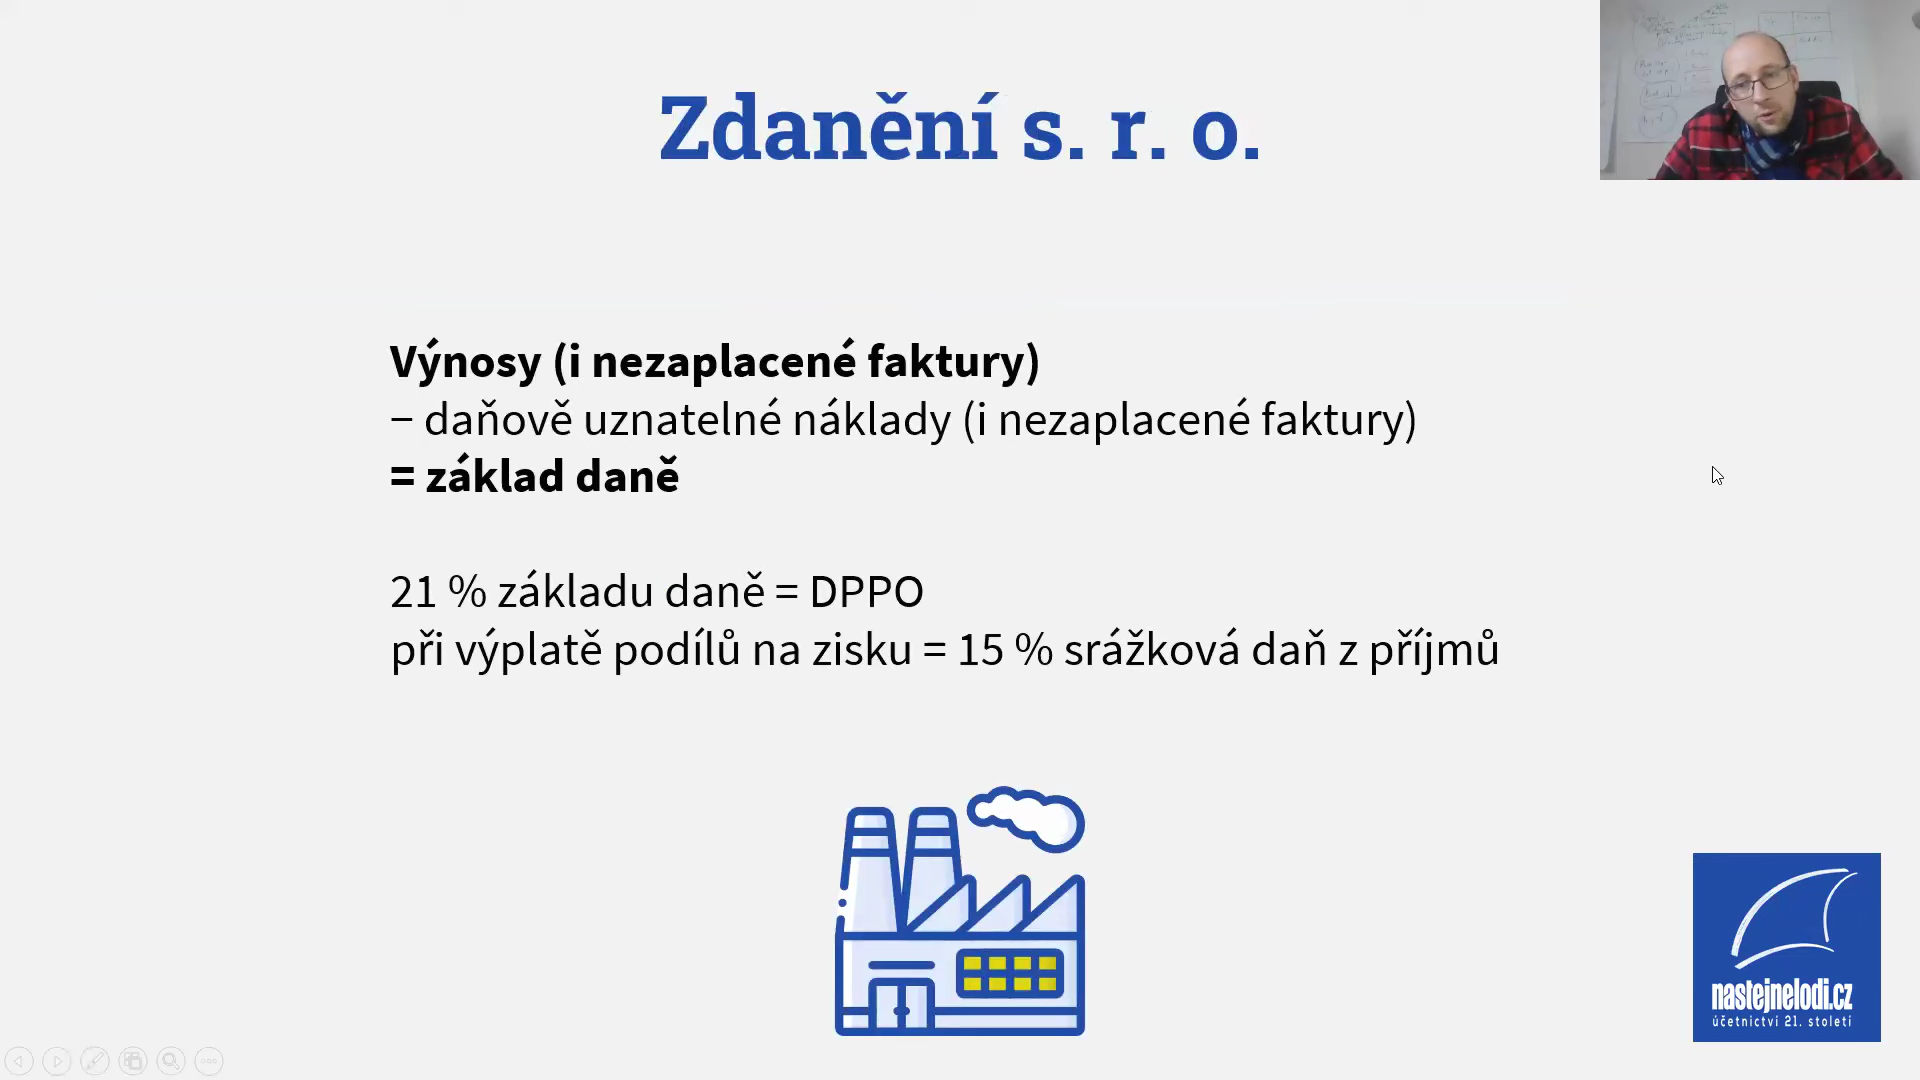 Zdanění s. r. o.
Výnosy (i nezaplacené faktury)
− daňově uznatelné náklady (i nezaplacené faktury)
= základ daně
21 % základu daně = DPPO
při výplatě podílů na zisku = 15 % srážková daň z příjmů
nastejnelodi.cz
účetnictví 21. století